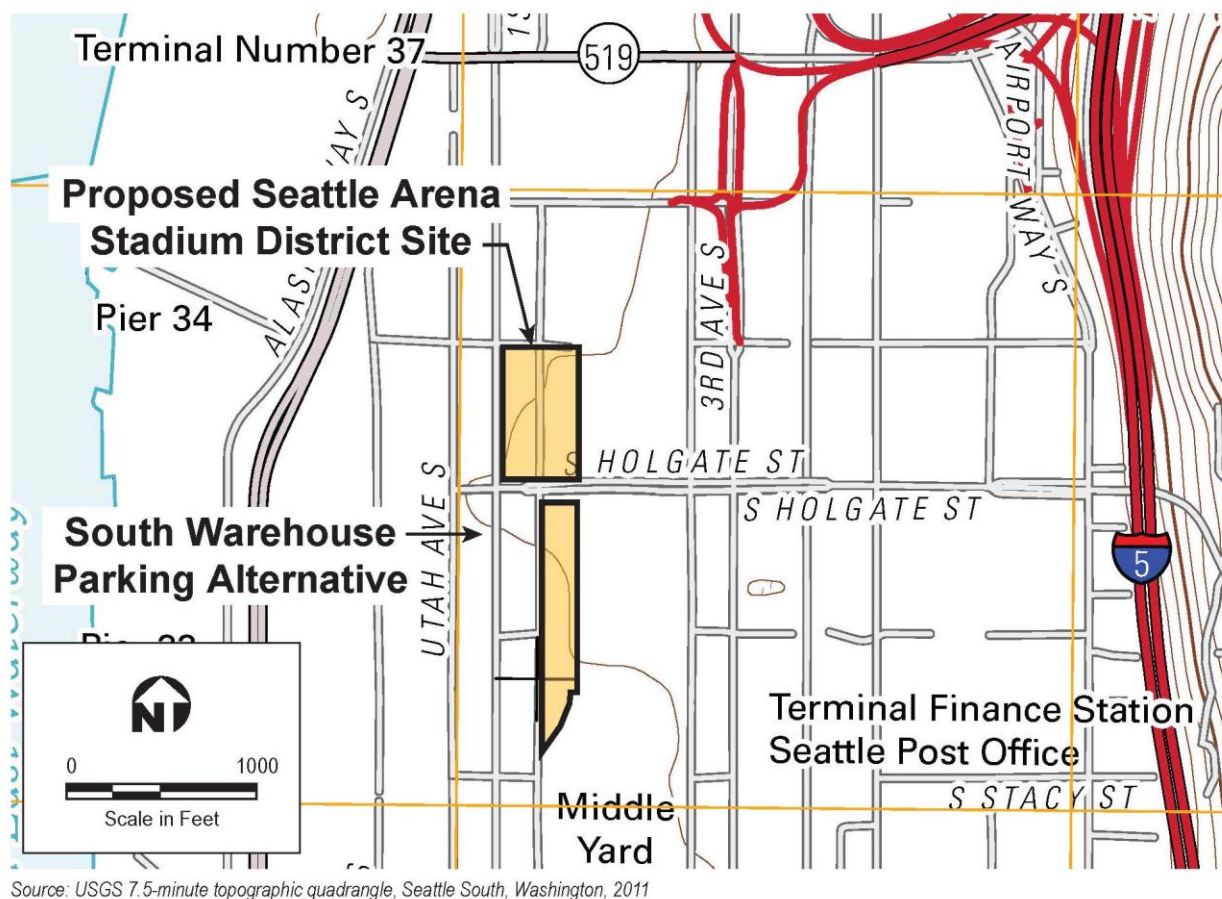 Terminal Number 37
519
AIRPORT WAY S
Proposed Seattle Arena
Stadium District Site
Pier 34
3RD AVE S
S HOLGATE ST
S HOLGATE ST
UTAH AVE S
South Warehouse
Parking Alternative
5
N
0 1000
Scale in Feet
Terminal Finance Station
Seattle Post Office
S STACY ST
Middle
Yard
Source: USGS 7.5-minute topographic quadrangle, Seattle South, Washington, 2011